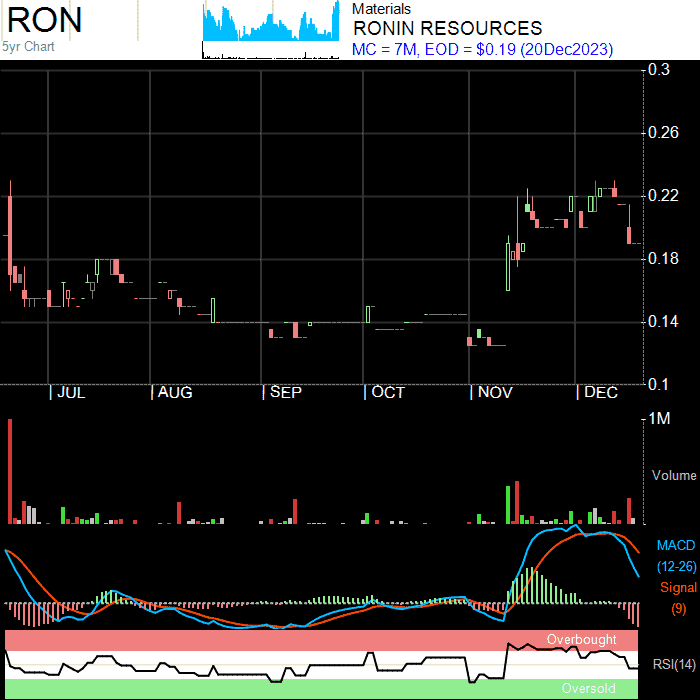 RON
5yr Chart
Materials
RONIN RESOURCES
MC = 7M, EOD = $0.19 (20Dec2023)
0.3
0.26
0.22
0.18
0.14
0.1
| JUL | AUG | SEP | OCT | NOV | DEC
1M
Volume
MACD
(12-26)
Signal
(9)
Overbought
RSI(14)
Oversold